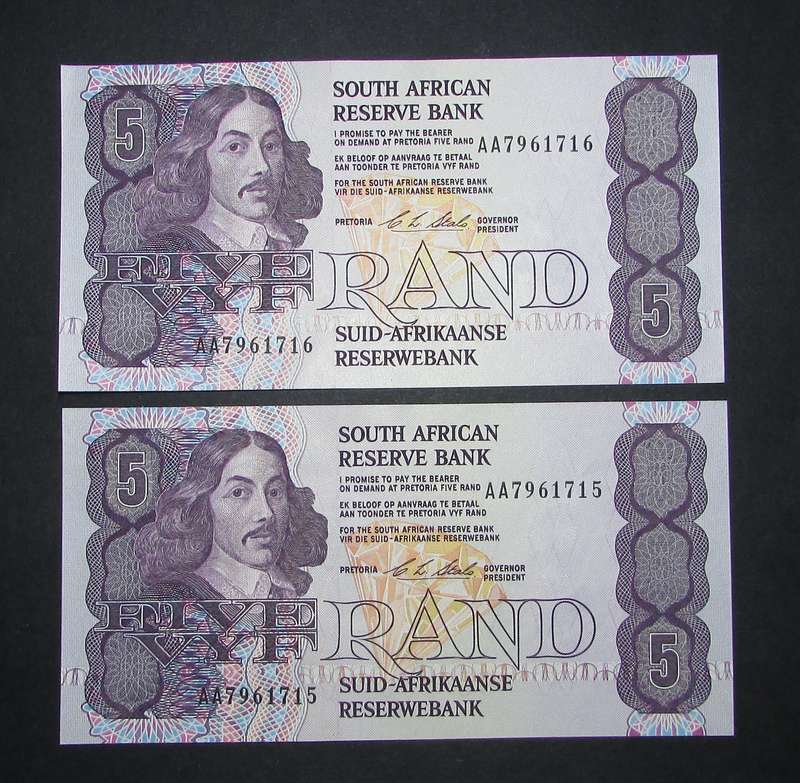 5
SOUTH AFRICAN
RESERVE BANK
I PROMISE TO PAY THE BEARER
ON DEMAND AT PRETORIA FIVE RAND
AA7961716
EK BELOOF OP AANVRAAG TE BETAAL
AAN TOONDER TE PRETORIA VYF RAND
FOR THE SOUTH AFRICAN RESERVE BANK
VIR DIE SUID-AFRIKAANSE RESERWEBANK
PRETORIA C L Stals GOVERNOR
PRESIDENT
FIVE
VYF
RAND
5
AA7961716
SUID-AFRIKAANSE
RESERWEBANK
5
SOUTH AFRICAN
RESERVE BANK
I PROMISE TO PAY THE BEARER
ON DEMAND AT PRETORIA FIVE RAND
AA7961715
EK BELOOF OP AANVRAAG TE BETAAL
AAN TOONDER TE PRETORIA VYF RAND
FOR THE SOUTH AFRICAN RESERVE BANK
VIR DIE SUID-AFRIKAANSE RESERWEBANK
PRETORIA C L Stals GOVERNOR
PRESIDENT
FIVE
VYF
RAND
5
AA7961715
SUID-AFRIKAANSE
RESERWEBANK